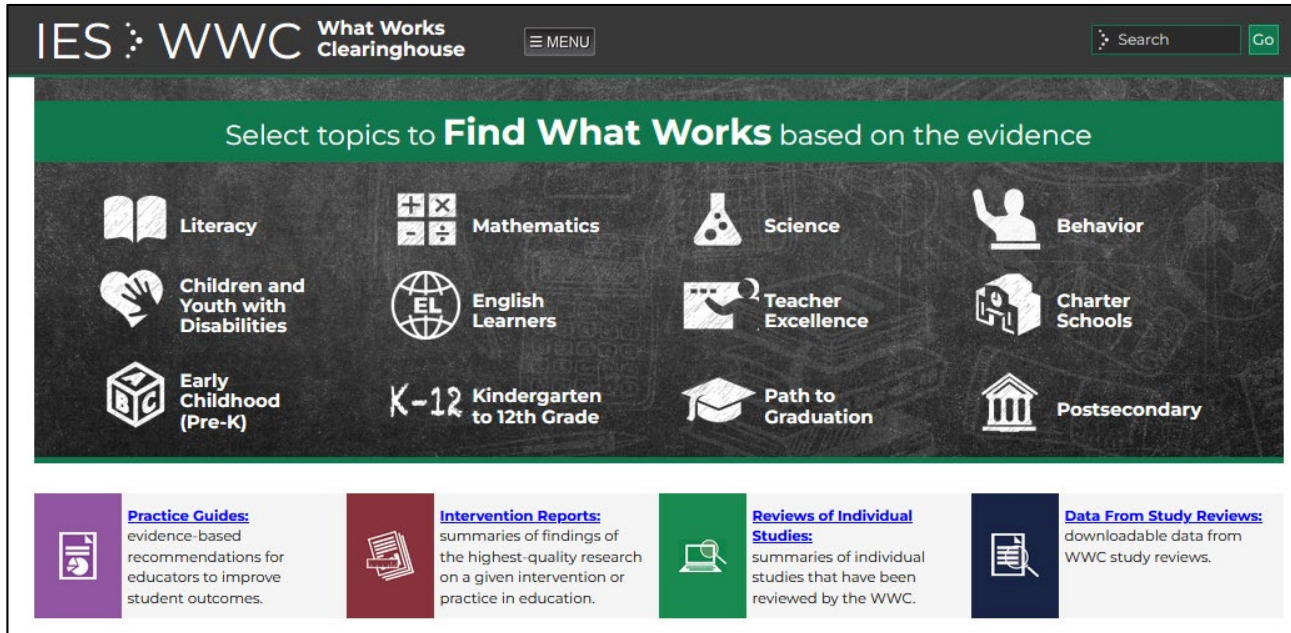 IES WWC What Works Clearinghouse
☰ MENU
Search
Go
Select topics to Find What Works based on the evidence
Literacy
+ ×
- ÷
Mathematics
Science
Behavior
Children and
Youth with
Disabilities
EL
English
Learners
Teacher
Excellence
Charter
Schools
A
B C
Early
Childhood
(Pre-K)
K-12
Kindergarten
to 12th Grade
Path to
Graduation
Postsecondary
Practice Guides:
evidence-based
recommendations for
educators to improve
student outcomes.
Intervention Reports:
summaries of findings of
the highest-quality research
on a given intervention or
practice in education.
Reviews of Individual
Studies:
summaries of individual
studies that have been
reviewed by the WWC.
Data From Study Reviews:
downloadable data from
WWC study reviews.